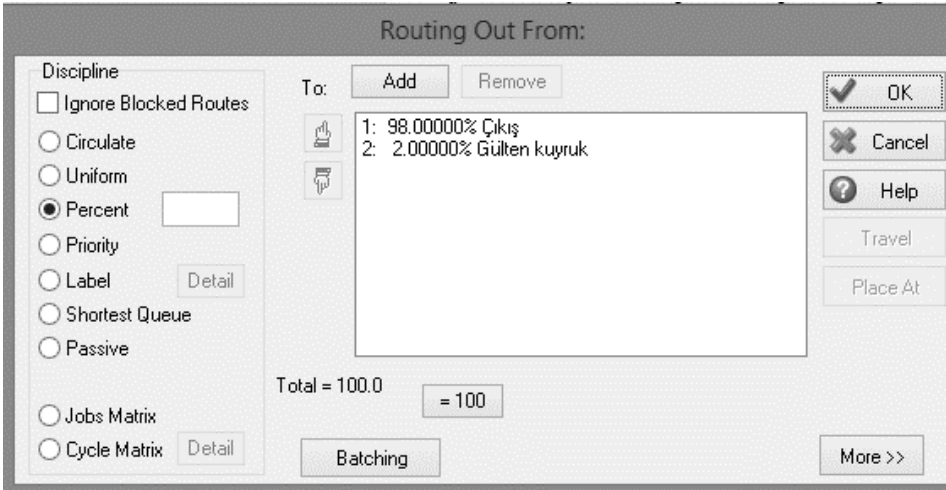 Routing Out From:
Discipline
Ignore Blocked Routes
Circulate
Uniform
Percent
Priority
Label Detail
Shortest Queue
Passive
Jobs Matrix
Cycle Matrix Detail
To: Add Remove
1: 98.00000% Çıkış
2: 2.00000% Gülten kuyruk
Total = 100.0
= 100
Batching
OK
Cancel
Help
Travel
Place At
More >>